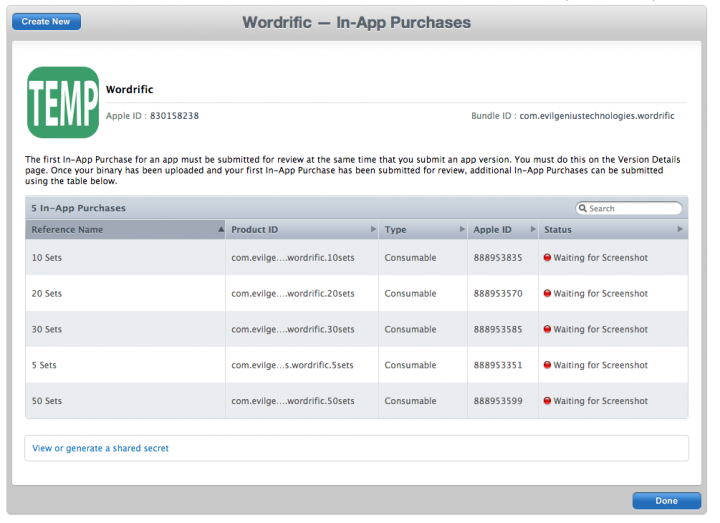 Create New
Wordrific — In-App Purchases
TEMP
Wordrific
Apple ID : 830158238
Bundle ID : com.evilgeniustechnologies.wordrific
The first In-App Purchase for an app must be submitted for review at the same time that you submit an app version. You must do this on the Version Details
page. Once your binary has been uploaded and your first In-App Purchase has been submitted for review, additional In-App Purchases can be submitted
using the table below.
5 In-App Purchases
Search
Reference Name Product ID Type Apple ID Status
10 Sets com.evilge....wordrific.10sets Consumable 888953835 Waiting for Screenshot
20 Sets com.evilge....wordrific.20sets Consumable 888953570 Waiting for Screenshot
30 Sets com.evilge....wordrific.30sets Consumable 888953585 Waiting for Screenshot
5 Sets com.evilge...s.wordrific.5sets Consumable 888953351 Waiting for Screenshot
50 Sets com.evilge....wordrific.50sets Consumable 888953599 Waiting for Screenshot
View or generate a shared secret
Done